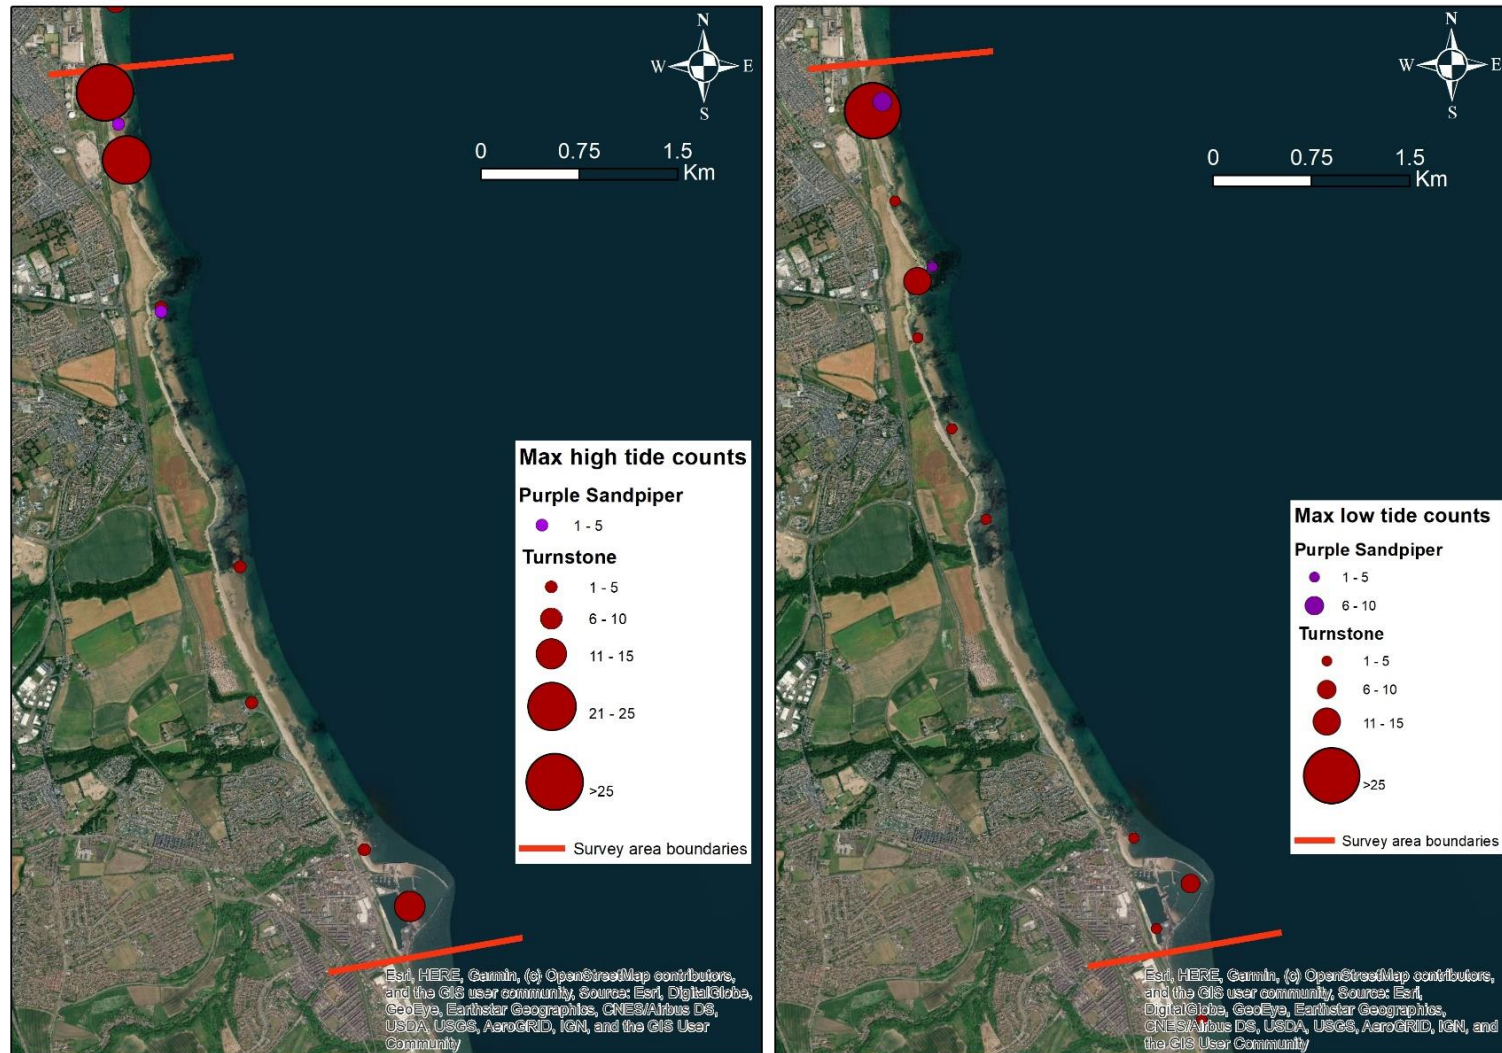 N
W E
S
0 0.75 1.5
Km
Max high tide counts
Purple Sandpiper
1 - 5
Turnstone
1 - 5
6 - 10
11 - 15
21 - 25
>25
Survey area boundaries
Esri, HERE, Garmin, (c) OpenStreetMap contributors,
and the GIS user community, Source: Esri, DigitalGlobe,
GeoEye, Earthstar Geographics, CNES/Airbus DS,
USDA, USGS, AeroGRID, IGN, and the GIS User
Community
N
W E
S
0 0.75 1.5
Km
Max low tide counts
Purple Sandpiper
1 - 5
6 - 10
Turnstone
1 - 5
6 - 10
11 - 15
>25
Survey area boundaries
Esri, HERE, Garmin, (c) OpenStreetMap contributors,
and the GIS user community, Source: Esri,
DigitalGlobe, GeoEye, Earthstar Geographics,
CNES/Airbus DS, USDA, USGS, AeroGRID, IGN, and
the GIS User Community